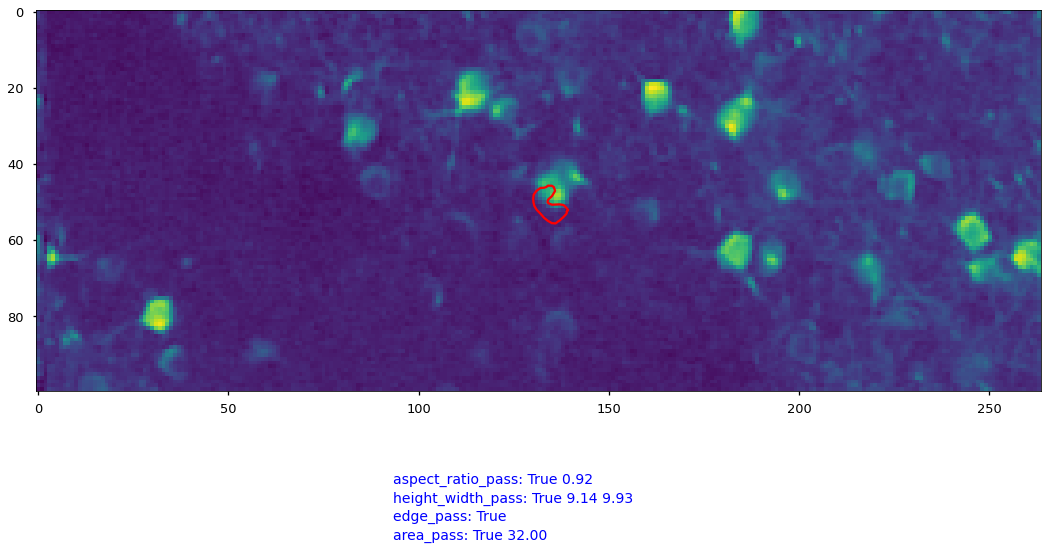 0
20
40
60
80
0
50
100
150
200
250
aspect_ratio_pass: True 0.92
height_width_pass: True 9.14 9.93
edge_pass: True
area_pass: True 32.00